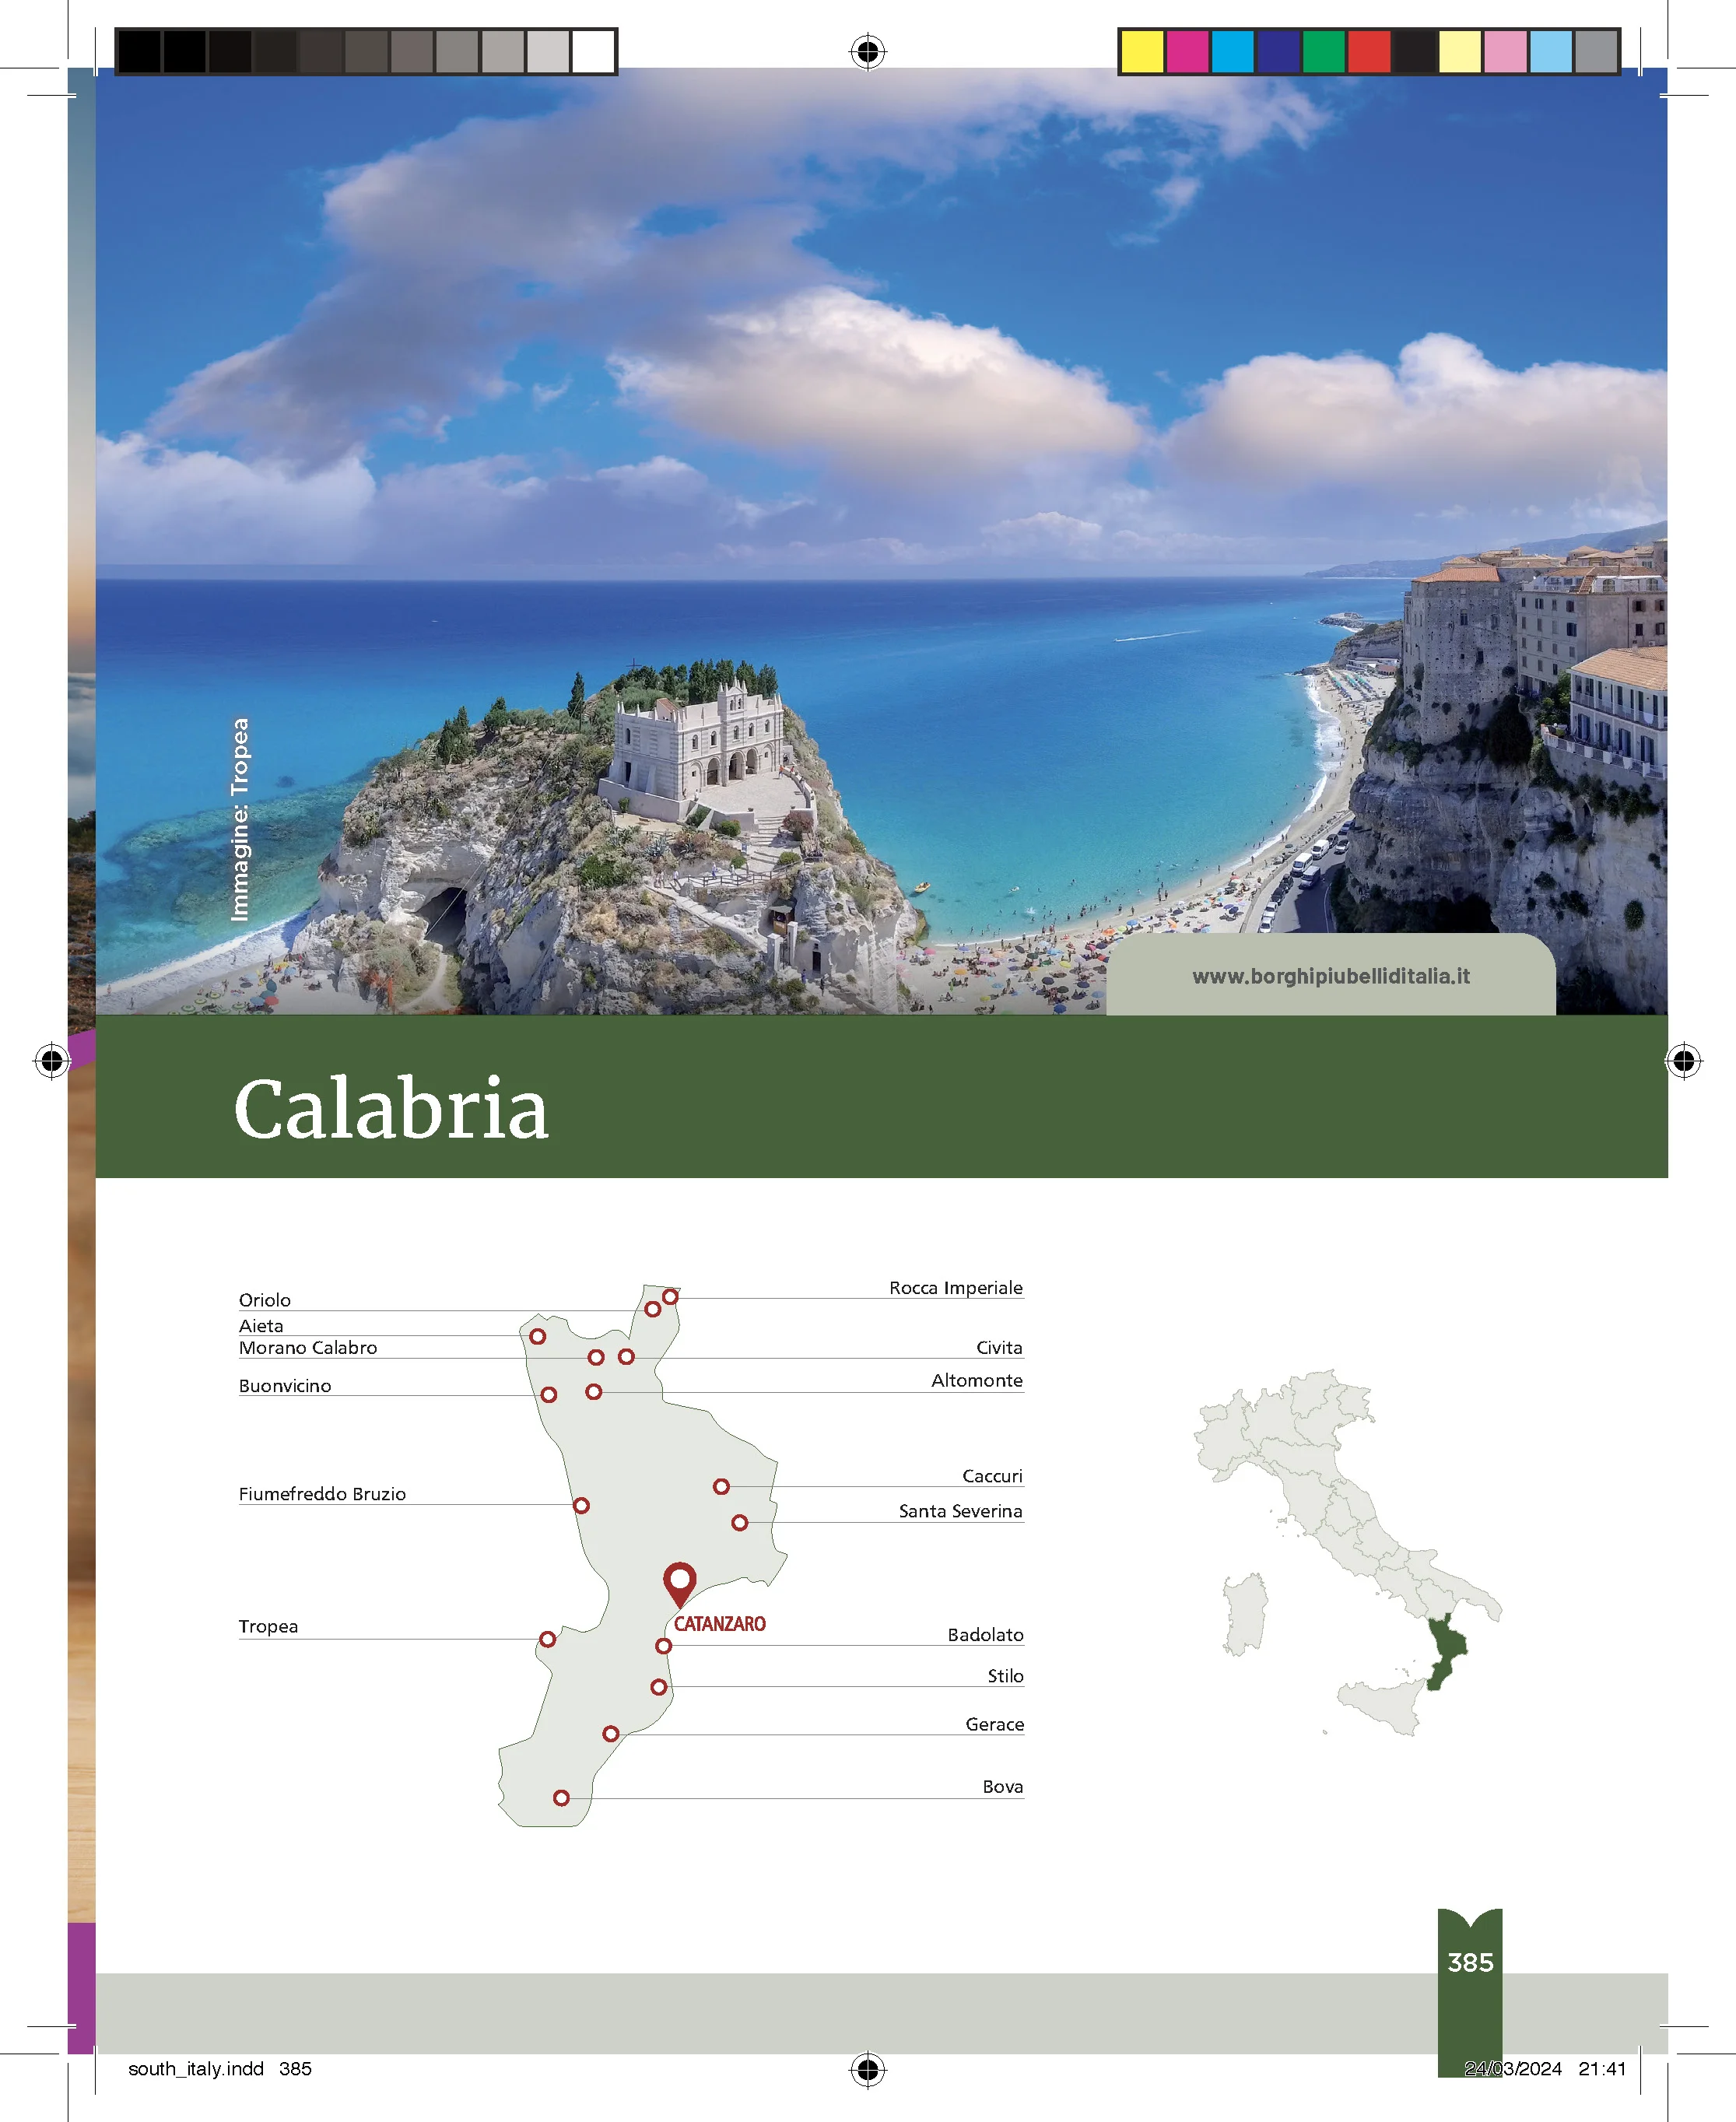 Immagine: Tropea
www.borghipiubelliditalia.it
Calabria
Oriolo
Aieta
Morano Calabro
Buonvicino
Fiumefreddo Bruzio
Tropea
Rocca Imperiale
Civita
Altomonte
Caccuri
Santa Severina
CATANZARO
Badolato
Stilo
Gerace
Bova
385
south_italy.indd 385
24/03/2024 21:41